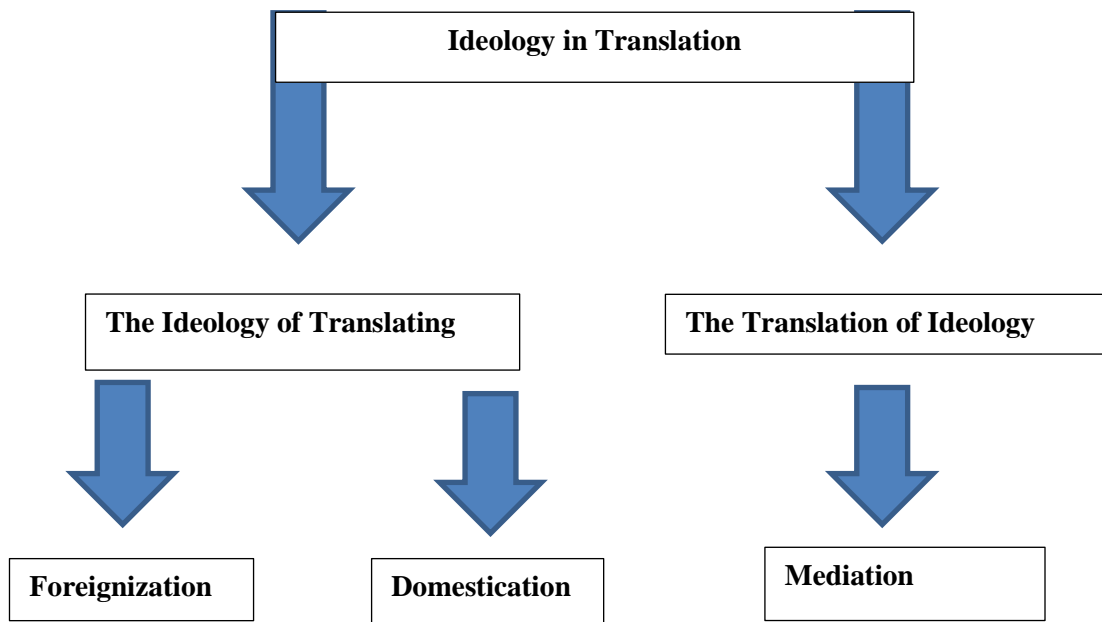 Ideology in Translation
The Ideology of Translating
The Translation of Ideology
Foreignization
Domestication
Mediation